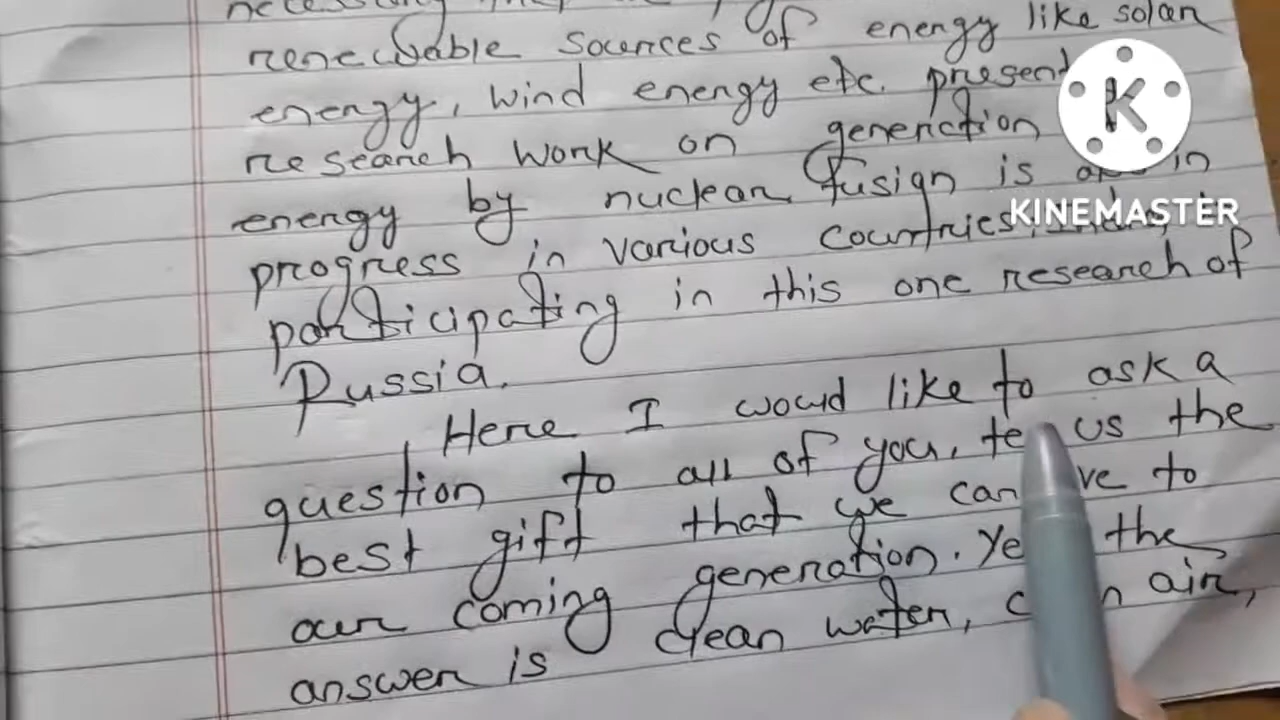 renewable sources of energy like solar
energy, wind energy etc. present
research work on generiction
energy by nuclear fusign is in
progress in various countries
participating in this one research of
Russia.
Here I woud like to ask a
question to all of you, us the
best gift that we can to
our coming generation. the
answer is clean water, air,
KINEMASTER